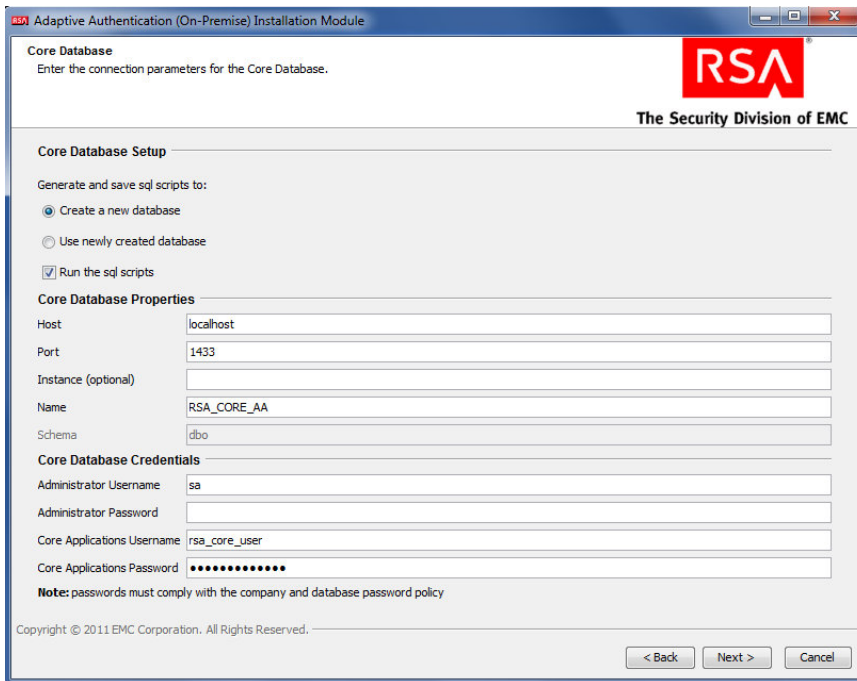 RSA Adaptive Authentication (On-Premise) Installation Module
Core Database
Enter the connection parameters for the Core Database.
RSA®
The Security Division of EMC
Core Database Setup
Generate and save sql scripts to:
Create a new database
Use newly created database
Run the sql scripts
Core Database Properties
Host localhost
Port 1433
Instance (optional)
Name RSA_CORE_AA
Schema dbo
Core Database Credentials
Administrator Username sa
Administrator Password
Core Applications Username rsa_core_user
Core Applications Password •••••••••••••
Note: passwords must comply with the company and database password policy
Copyright © 2011 EMC Corporation. All Rights Reserved.
< Back Next > Cancel